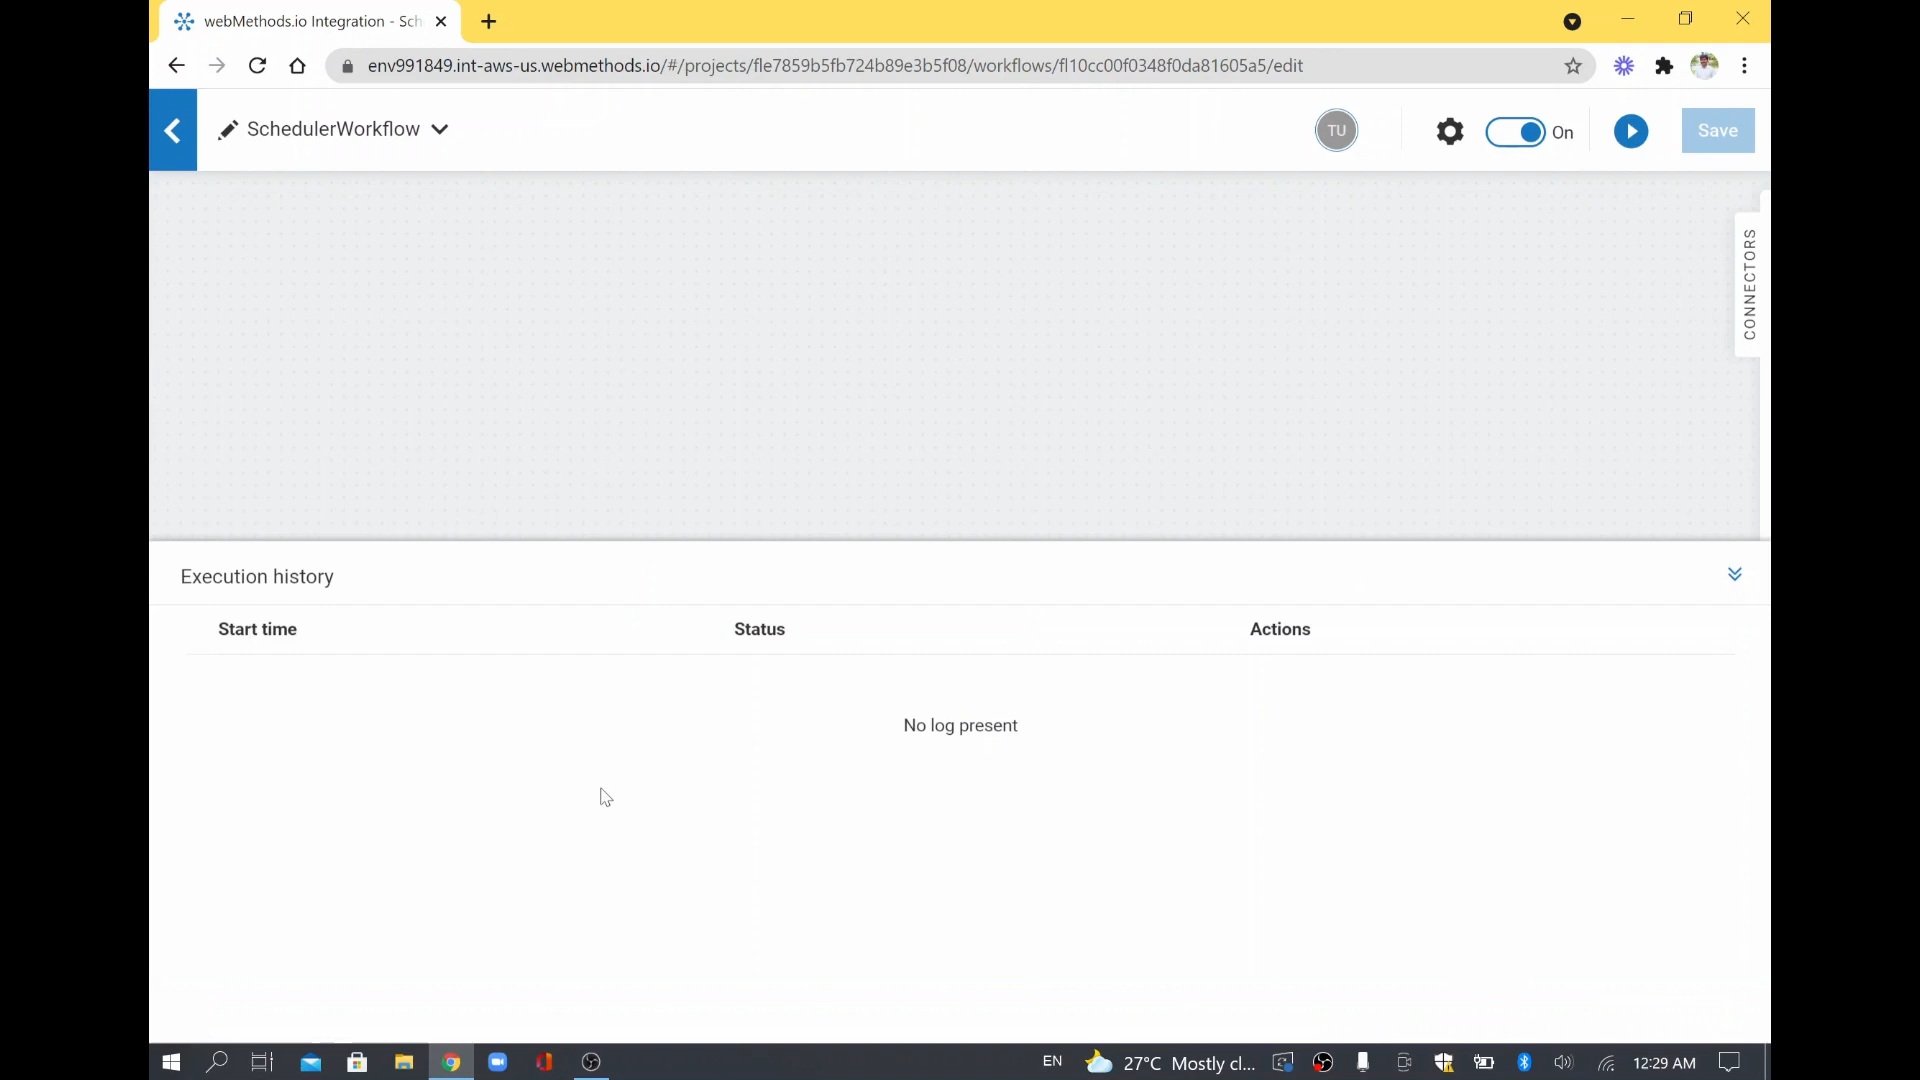 webMethods.io Integration - Sch
env991849.int-aws-us.webmethods.io/#/projects/fle7859b5fb724b89e3b5f08/workflows/fl10cc00f0348f0da81605a5/edit
SchedulerWorkflow
TU
On
Save
CONNECTORS
Execution history
Start time Status Actions
No log present
EN 27°C Mostly cl... 12:29 AM